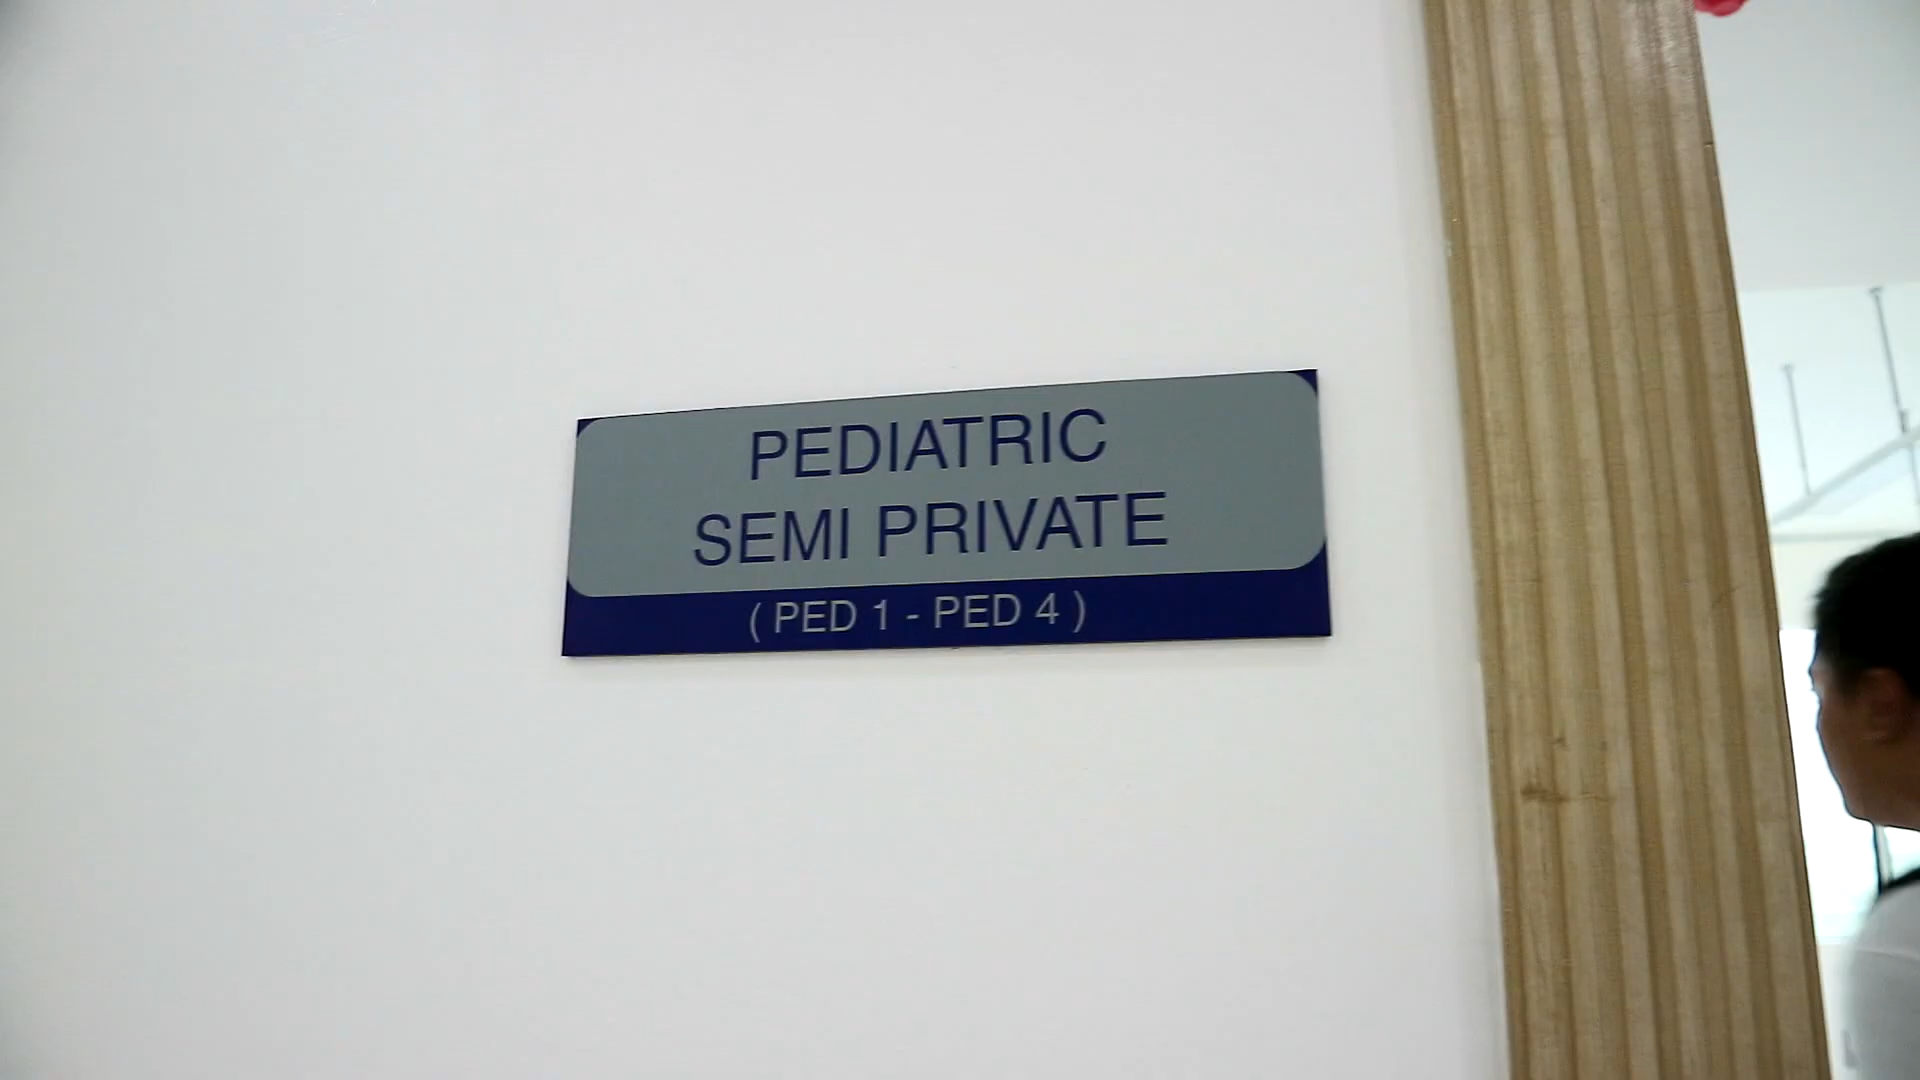 PEDIATRIC
SEMI PRIVATE
( PED 1 - PED 4 )